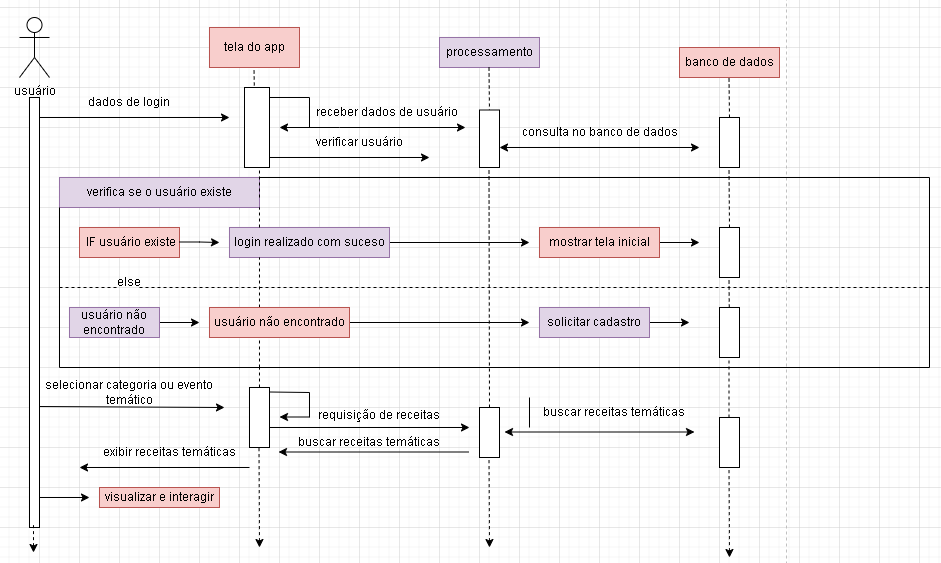 tela do app
processamento
banco de dados
usuário
dados de login
receber dados de usuário
consulta no banco de dados
verificar usuário
verifica se o usuário existe
IF usuário existe
login realizado com suceso
mostrar tela inicial
else
usuário não
encontrado
usuário não encontrado
solicitar cadastro
selecionar categoria ou evento
temático
requisição de receitas
buscar receitas temáticas
buscar receitas temáticas
exibir receitas temáticas
visualizar e interagir